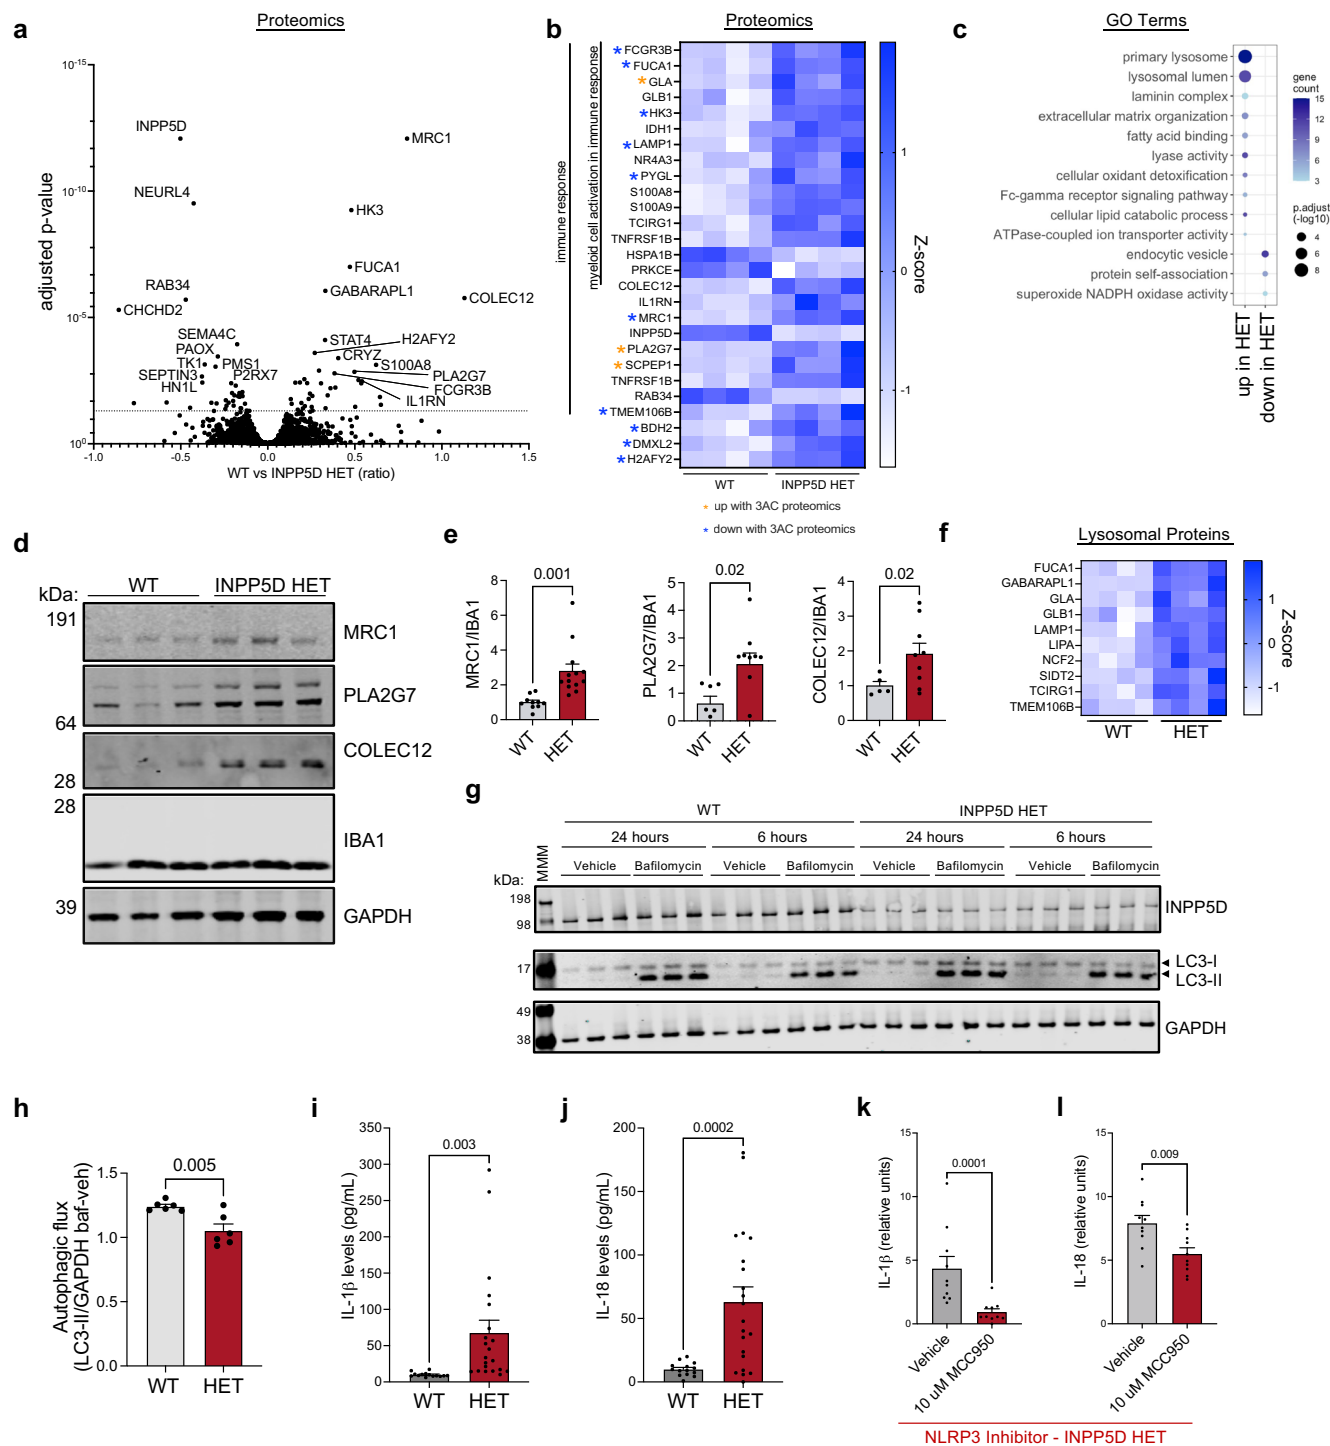 a
Proteomics
adjusted p-value
10-15
10-10
10-5
100
INPP5D
MRC1
NEURL4
HK3
FUCA1
RAB34
GABARAPL1
COLEC12
CHCHD2
SEMA4C
STAT4
H2AFY2
PAOX
CRYZ
TK1
PMS1
S100A8
SEPTIN3
P2RX7
PLA2G7
HN1L
FCGR3B
IL1RN
-1.0
-0.5
0.0
0.5
1.0
1.5
WT vs INPP5D HET (ratio)
b
Proteomics
immune response
myeloid cell activation in immune response
*FCGR3B
*FUCA1
*GLA
GLB1
*HK3
IDH1
*LAMP1
NR4A3
*PYGL
S100A8
S100A9
TCIRG1
TNFRSF1B
HSPA1B
PRKCE
COLEC12
IL1RN
*MRC1
INPP5D
*PLA2G7
*SCPEP1
TNFRSF1B
RAB34
*TMEM106B
*BDH2
*DMXL2
*H2AFY2
WT
INPP5D HET
* up with 3AC proteomics
* down with 3AC proteomics
1
0
-1
Z-score
c
GO Terms
primary lysosome
lysosomal lumen
laminin complex
extracellular matrix organization
fatty acid binding
lyase activity
cellular oxidant detoxification
Fc-gamma receptor signaling pathway
cellular lipid catabolic process
ATPase-coupled ion transporter activity
endocytic vesicle
protein self-association
superoxide NADPH oxidase activity
up in HET
down in HET
gene
count
15
12
9
6
3
p.adjust
(-log10)
4
6
8
d
WT
INPP5D HET
kDa:
191
MRC1
PLA2G7
64
COLEC12
28
28
IBA1
39
GAPDH
e
MRC1/IBA1
0.001
8
6
4
2
0
WT
HET
PLA2G7/IBA1
0.02
5
4
3
2
1
0
WT
HET
COLEC12/IBA1
0.02
4
3
2
1
0
WT
HET
f
Lysosomal Proteins
FUCA1
GABARAPL1
GLA
GLB1
LAMP1
LIPA
NCF2
SIDT2
TCIRG1
TMEM106B
WT
HET
1
0
-1
Z-score
g
WT
INPP5D HET
24 hours
6 hours
24 hours
6 hours
MMM
Vehicle
Bafilomycin
Vehicle
Bafilomycin
Vehicle
Bafilomycin
Vehicle
Bafilomycin
kDa:
198
98
INPP5D
17
LC3-I
LC3-II
49
38
GAPDH
h
Autophagic flux
(LC3-II/GAPDH baf-veh)
0.005
1.5
1.0
0.5
0.0
WT
HET
i
IL-1β levels (pg/mL)
0.003
350
300
250
200
150
100
50
0
WT
HET
j
IL-18 levels (pg/mL)
0.0002
200
150
100
50
0
WT
HET
k
IL-1β (relative units)
0.0001
15
10
5
0
Vehicle
10 uM MCC950
l
IL-18 (relative units)
0.009
15
10
5
0
Vehicle
10 uM MCC950
NLRP3 Inhibitor - INPP5D HET